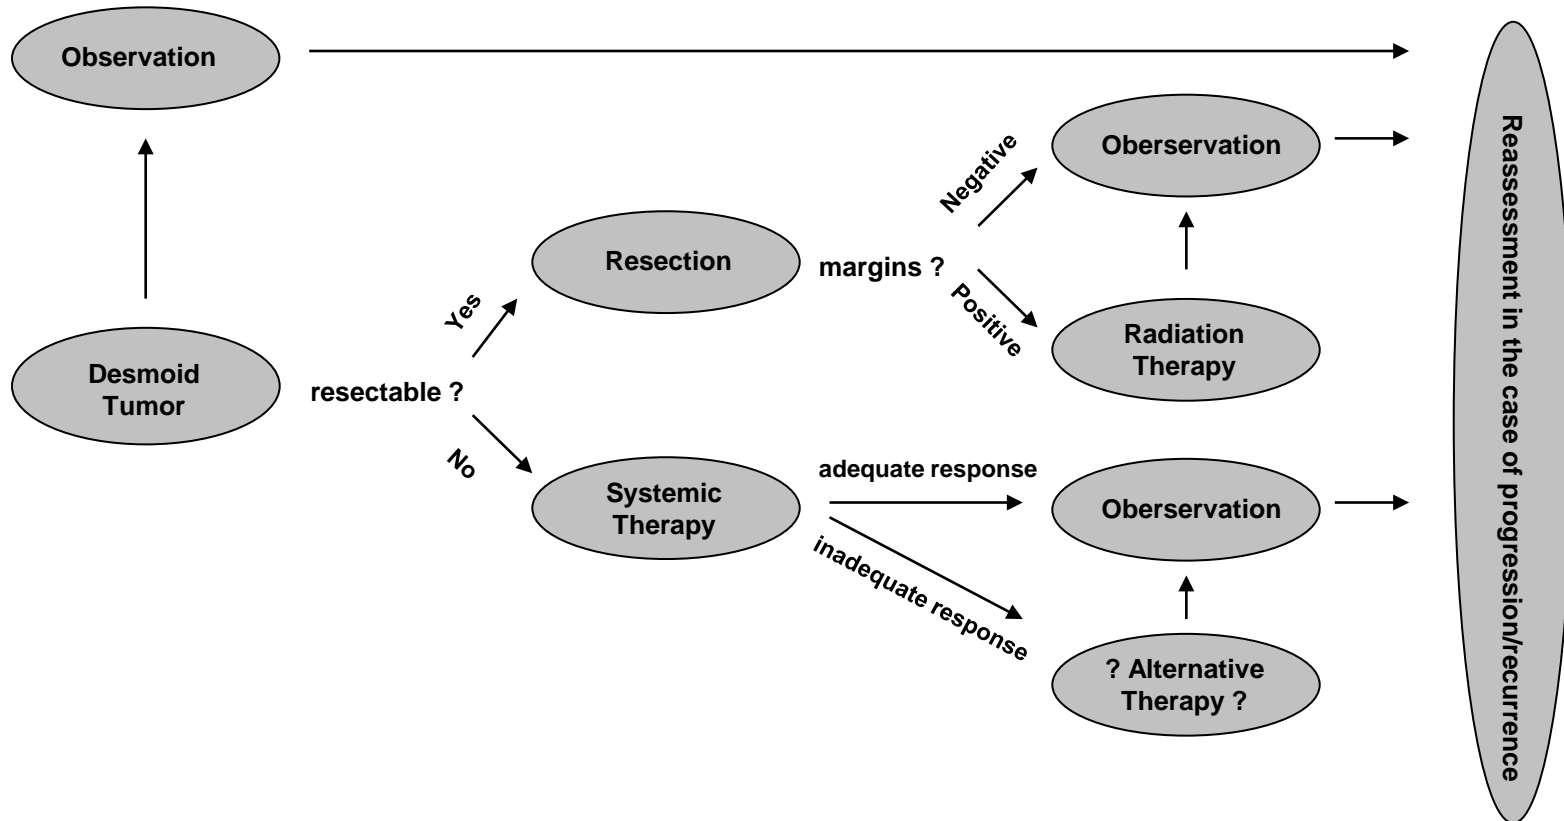 Observation
Desmoid
Tumor
resectable ?
Yes
No
Resection
margins ?
Negative
Positive
Oberservation
Radiation
Therapy
Systemic
Therapy
adequate response
inadequate response
Oberservation
? Alternative
Therapy ?
Reassessment in the case of progression/recurrence